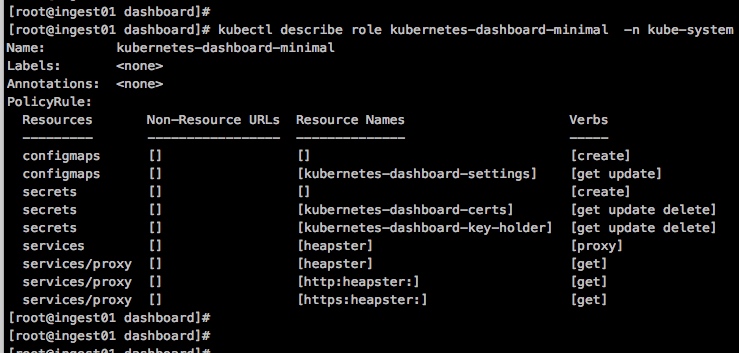 [root@ingest01 dashboard]#
[root@ingest01 dashboard]# kubectl describe role kubernetes-dashboard-minimal  -n kube-system
Name:         kubernetes-dashboard-minimal
Labels:       <none>
Annotations:  <none>
PolicyRule:
  Resources       Non-Resource URLs  Resource Names                     Verbs
  ---------       -----------------  --------------                     -----
  configmaps      []                 []                                 [create]
  configmaps      []                 [kubernetes-dashboard-settings]    [get update]
  secrets         []                 []                                 [create]
  secrets         []                 [kubernetes-dashboard-certs]       [get update delete]
  secrets         []                 [kubernetes-dashboard-key-holder]  [get update delete]
  services        []                 [heapster]                         [proxy]
  services/proxy  []                 [heapster]                         [get]
  services/proxy  []                 [http:heapster:]                   [get]
  services/proxy  []                 [https:heapster:]                  [get]
[root@ingest01 dashboard]#
[root@ingest01 dashboard]#
[root@ingest01 dashboard]#